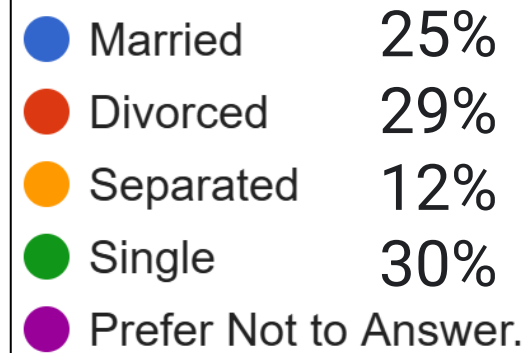 Married 25%
Divorced 29%
Separated 12%
Single 30%
Prefer Not to Answer.